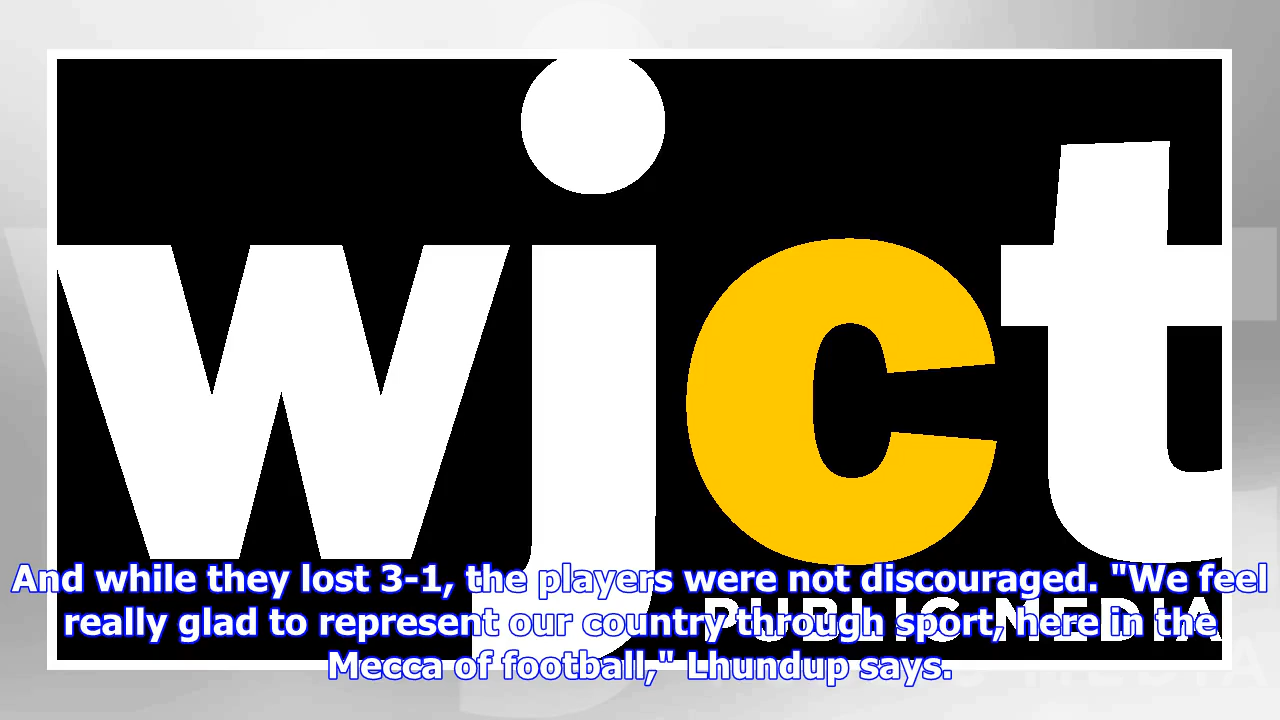 wjct
PUBLIC MEDIA
And while they lost 3-1, the players were not discouraged. "We feel
really glad to represent our country through sport, here in the
Mecca of football," Lhundup says.